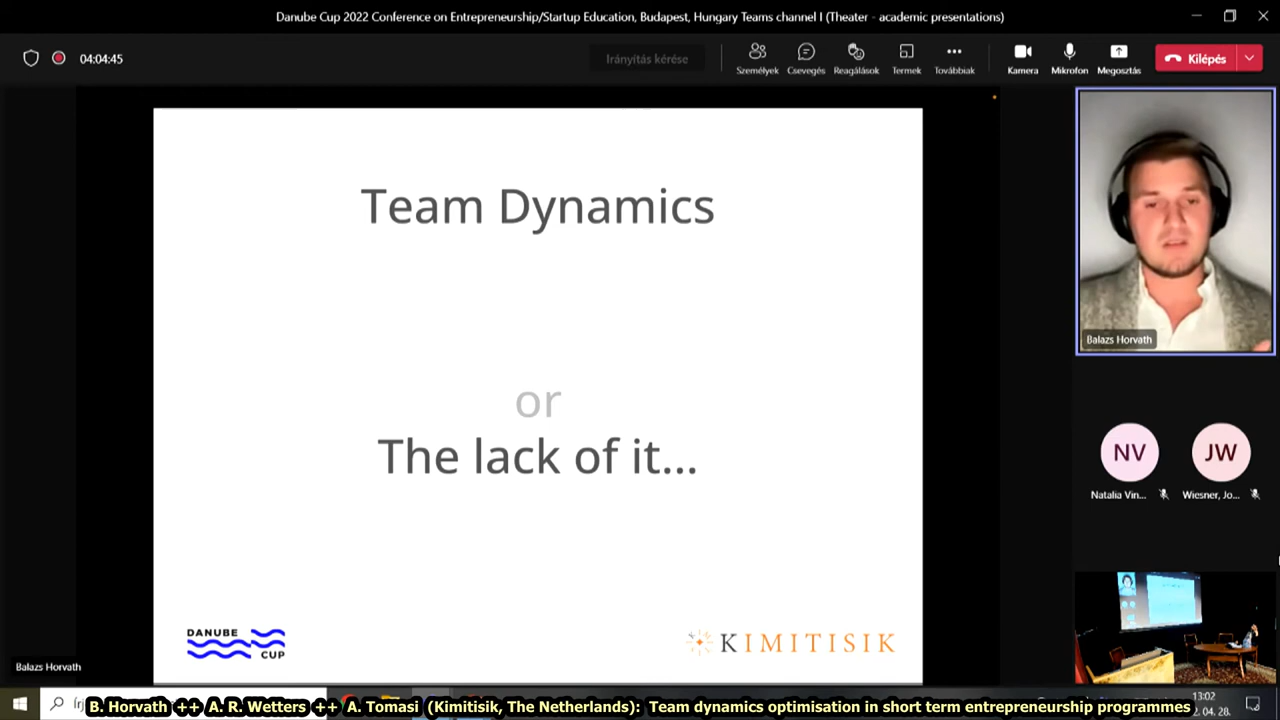 Danube Cup 2022 Conference on Entrepreneurship/Startup Education, Budapest, Hungary Teams channel I (Theater - academic presentations)
04:04:45
Irányítás kérése
Személyek
Csevegés
Reagálások
Termek
Továbbiak
Kamera
Mikrofon
Megosztás
Kilépés
Team Dynamics
or
The lack of it...
DANUBE
CUP
KIMITISIK
Balazs Horvath
NV
JW
Natalia Vin...
Wiesner, Jo...
Balazs Horvath
13:02
B. Horvath ++ A. R. Wetters ++ A. Tomasi (Kimitisik, The Netherlands): Team dynamics optimisation in short term entrepreneurship programmes